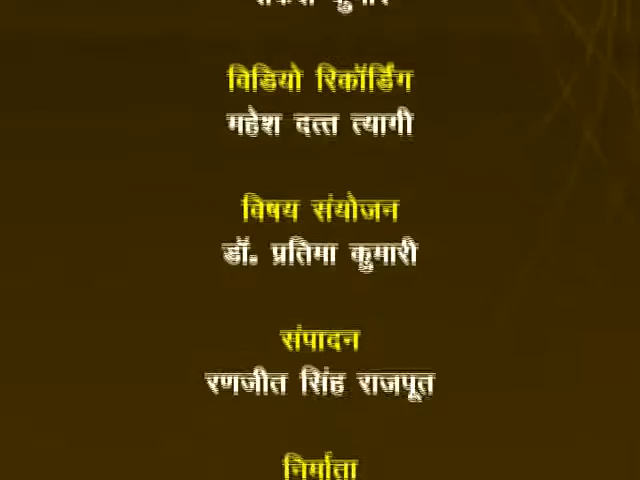 विडियो रिकॉर्डिंग
महेश दत्त त्यागी
विषय संयोजन
डॉ. प्रतिमा कुमारी
संपादन
रणजीत सिंह राजपूत
निर्माता